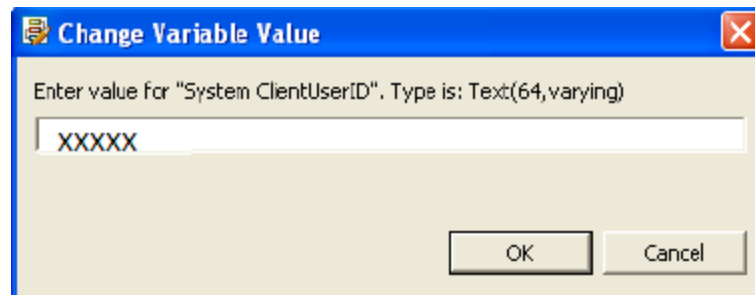 Change Variable Value
Enter value for "System ClientUserID". Type is: Text(64,varying)
XXXXX
OK Cancel